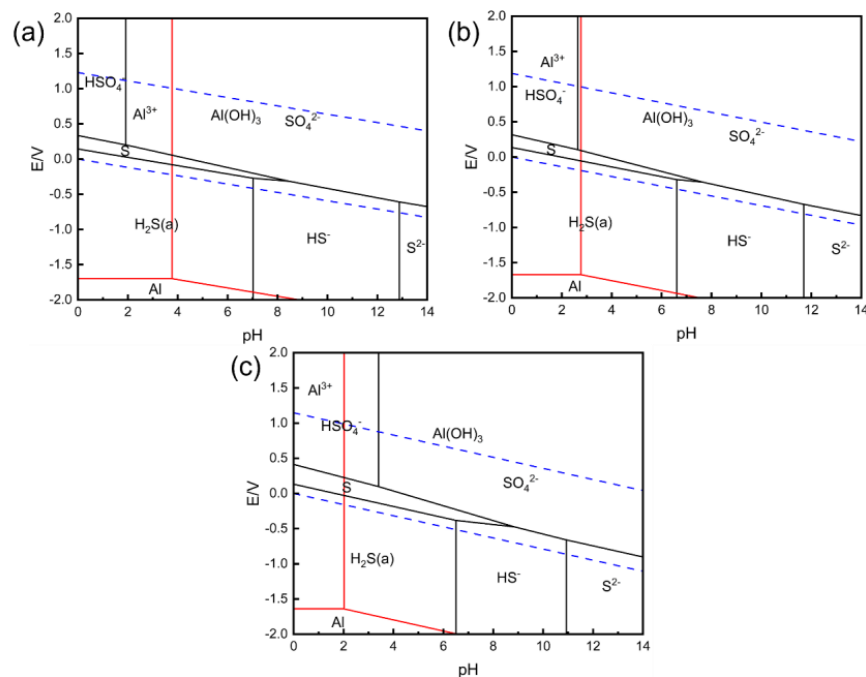 (a)
2.0
1.5
1.0
0.5
0.0
-0.5
-1.0
-1.5
-2.0
E/V
HSO₄⁻
Al³⁺
Al(OH)₃
SO₄²⁻
S
H₂S(a)
HS⁻
S²⁻
Al
0 2 4 6 8 10 12 14
pH
(b)
2.0
1.5
1.0
0.5
0.0
-0.5
-1.0
-1.5
-2.0
E/V
Al³⁺
HSO₄⁻
Al(OH)₃
SO₄²⁻
S
H₂S(a)
HS⁻
S²⁻
Al
0 2 4 6 8 10 12 14
pH
(c)
2.0
1.5
1.0
0.5
0.0
-0.5
-1.0
-1.5
-2.0
E/V
Al³⁺
HSO₄⁻
Al(OH)₃
SO₄²⁻
S
H₂S(a)
HS⁻
S²⁻
Al
0 2 4 6 8 10 12 14
pH